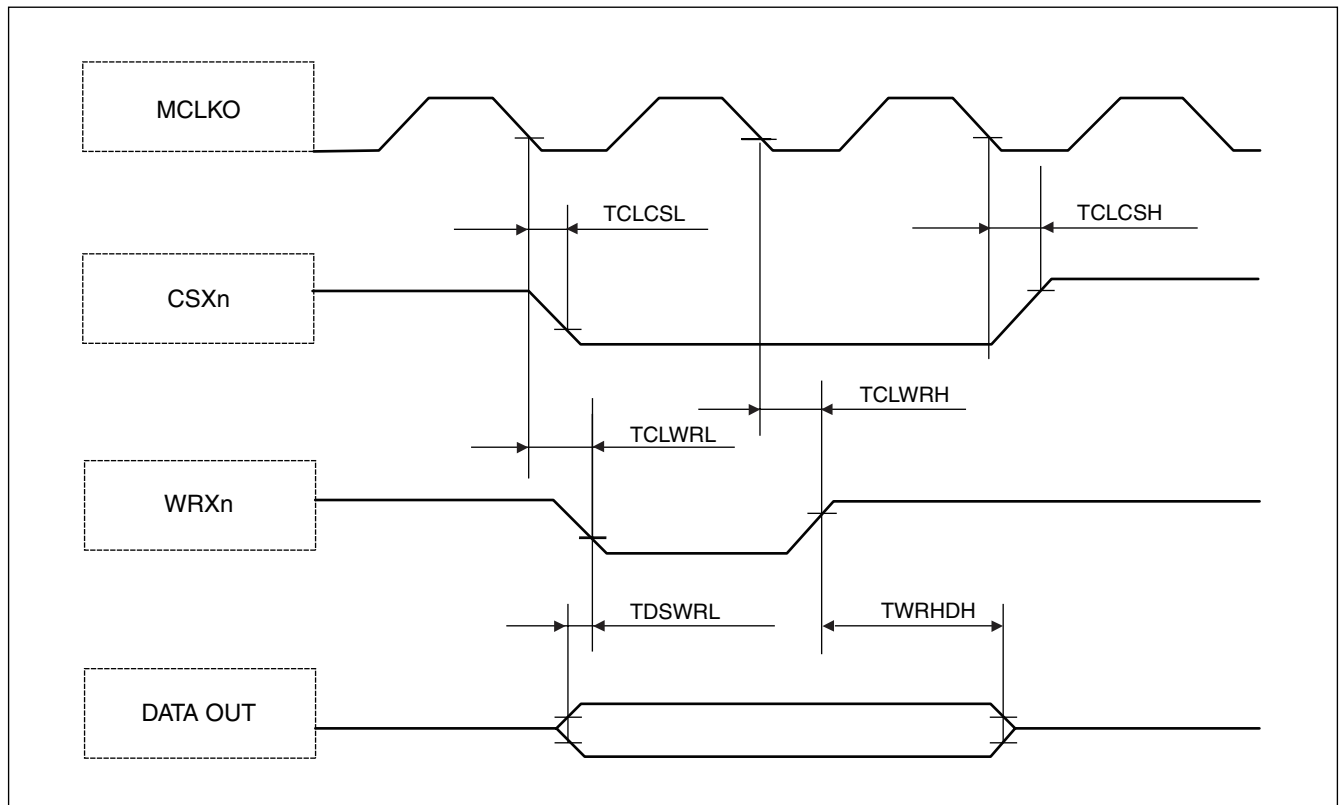 MCLKO
TCLCSL
TCLCSH
CSXn
TCLWRH
TCLWRL
WRXn
TDSWRL
TWRHDH
DATA OUT